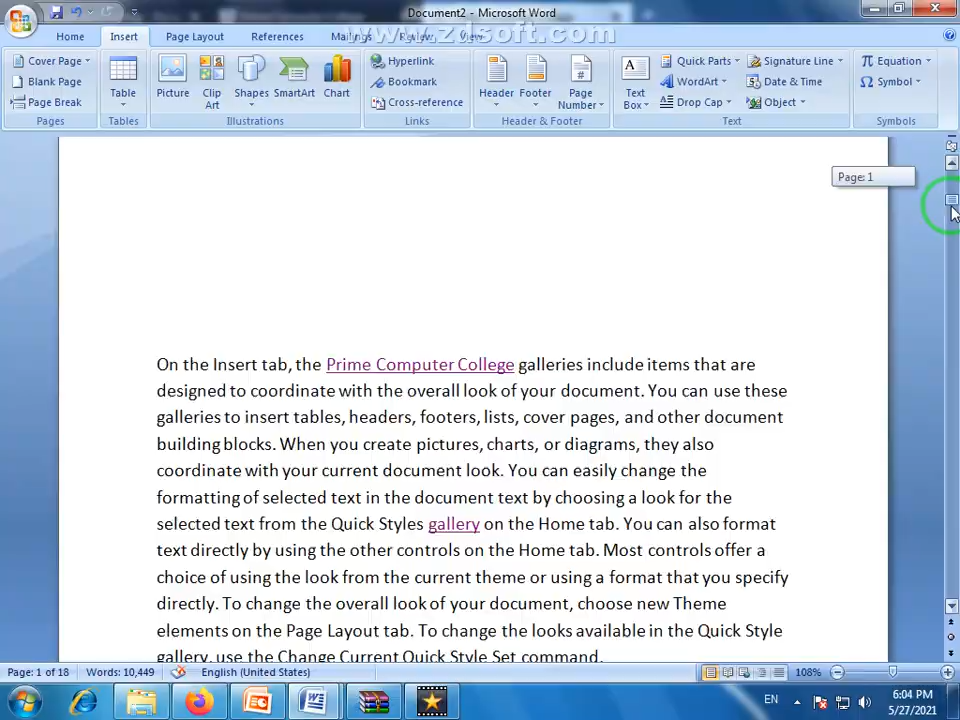 Document2 - Microsoft Word
Home Insert Page Layout References Mailings Review View
www.zdsoft.com
Cover Page
Blank Page
Page Break
Pages
Table
Tables
Picture
Clip Art
Shapes
SmartArt
Chart
Illustrations
Hyperlink
Bookmark
Cross-reference
Links
Header
Footer
Page Number
Header & Footer
Text Box
Quick Parts
WordArt
Drop Cap
Signature Line
Date & Time
Object
Text
Equation
Symbol
Symbols
Page: 1
On the Insert tab, the Prime Computer College galleries include items that are
designed to coordinate with the overall look of your document. You can use these
galleries to insert tables, headers, footers, lists, cover pages, and other document
building blocks. When you create pictures, charts, or diagrams, they also
coordinate with your current document look. You can easily change the
formatting of selected text in the document text by choosing a look for the
selected text from the Quick Styles gallery on the Home tab. You can also format
text directly by using the other controls on the Home tab. Most controls offer a
choice of using the look from the current theme or using a format that you specify
directly. To change the overall look of your document, choose new Theme
elements on the Page Layout tab. To change the looks available in the Quick Style
gallery, use the Change Current Quick Style Set command.
Page: 1 of 18 Words: 10,449 English (United States) 108%
EN 6:04 PM
5/27/2021